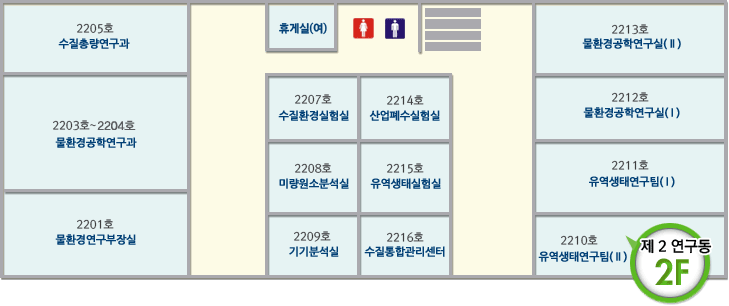 2205호
수질총량연구과
2203호~2204호
물환경공학연구과
2201호
물환경연구부장실
휴게실(여)
2207호
수질환경실험실
2214호
산업폐수실험실
2208호
미량원소분석실
2215호
유역생태실험실
2209호
기기분석실
2216호
수질통합관리센터
2213호
물환경공학연구실(Ⅱ)
2212호
물환경공학연구실(Ⅰ)
2211호
유역생태연구팀(Ⅰ)
2210호
유역생태연구팀(Ⅱ)
제 2 연구동
2F